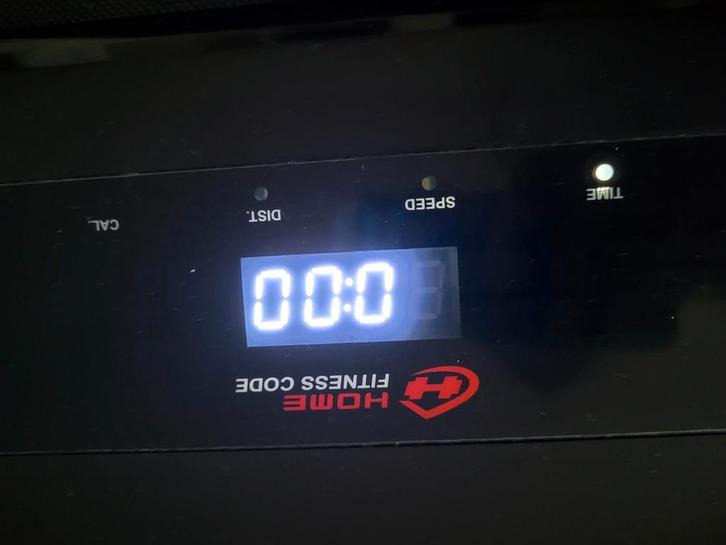 HOME
FITNESS CODE
0:00
TIME SPEED DIST. CAL.